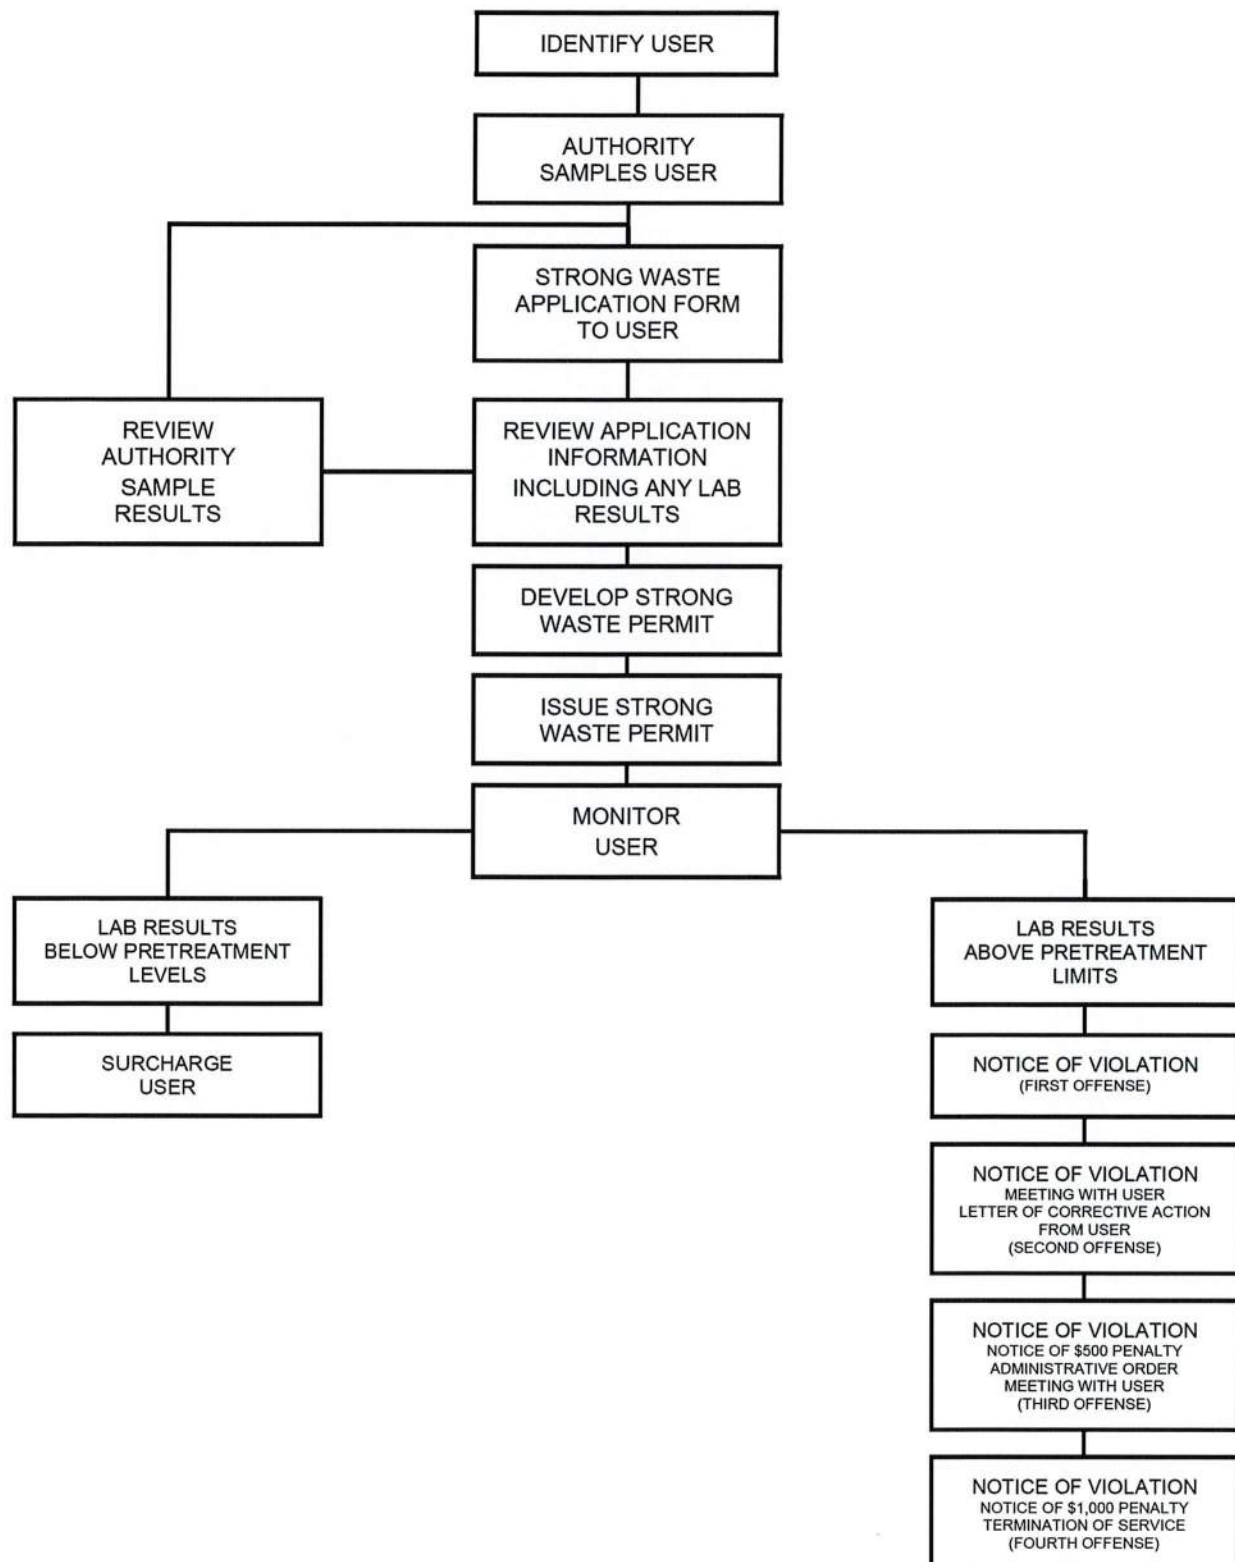 IDENTIFY USER
AUTHORITY
SAMPLES USER
STRONG WASTE
APPLICATION FORM
TO USER
REVIEW
AUTHORITY
SAMPLE
RESULTS
REVIEW APPLICATION
INFORMATION
INCLUDING ANY LAB
RESULTS
DEVELOP STRONG
WASTE PERMIT
ISSUE STRONG
WASTE PERMIT
MONITOR
USER
LAB RESULTS
BELOW PRETREATMENT
LEVELS
SURCHARGE
USER
LAB RESULTS
ABOVE PRETREATMENT
LIMITS
NOTICE OF VIOLATION
(FIRST OFFENSE)
NOTICE OF VIOLATION
MEETING WITH USER
LETTER OF CORRECTIVE ACTION
FROM USER
(SECOND OFFENSE)
NOTICE OF VIOLATION
NOTICE OF $500 PENALTY
ADMINISTRATIVE ORDER
MEETING WITH USER
(THIRD OFFENSE)
NOTICE OF VIOLATION
NOTICE OF $1,000 PENALTY
TERMINATION OF SERVICE
(FOURTH OFFENSE)